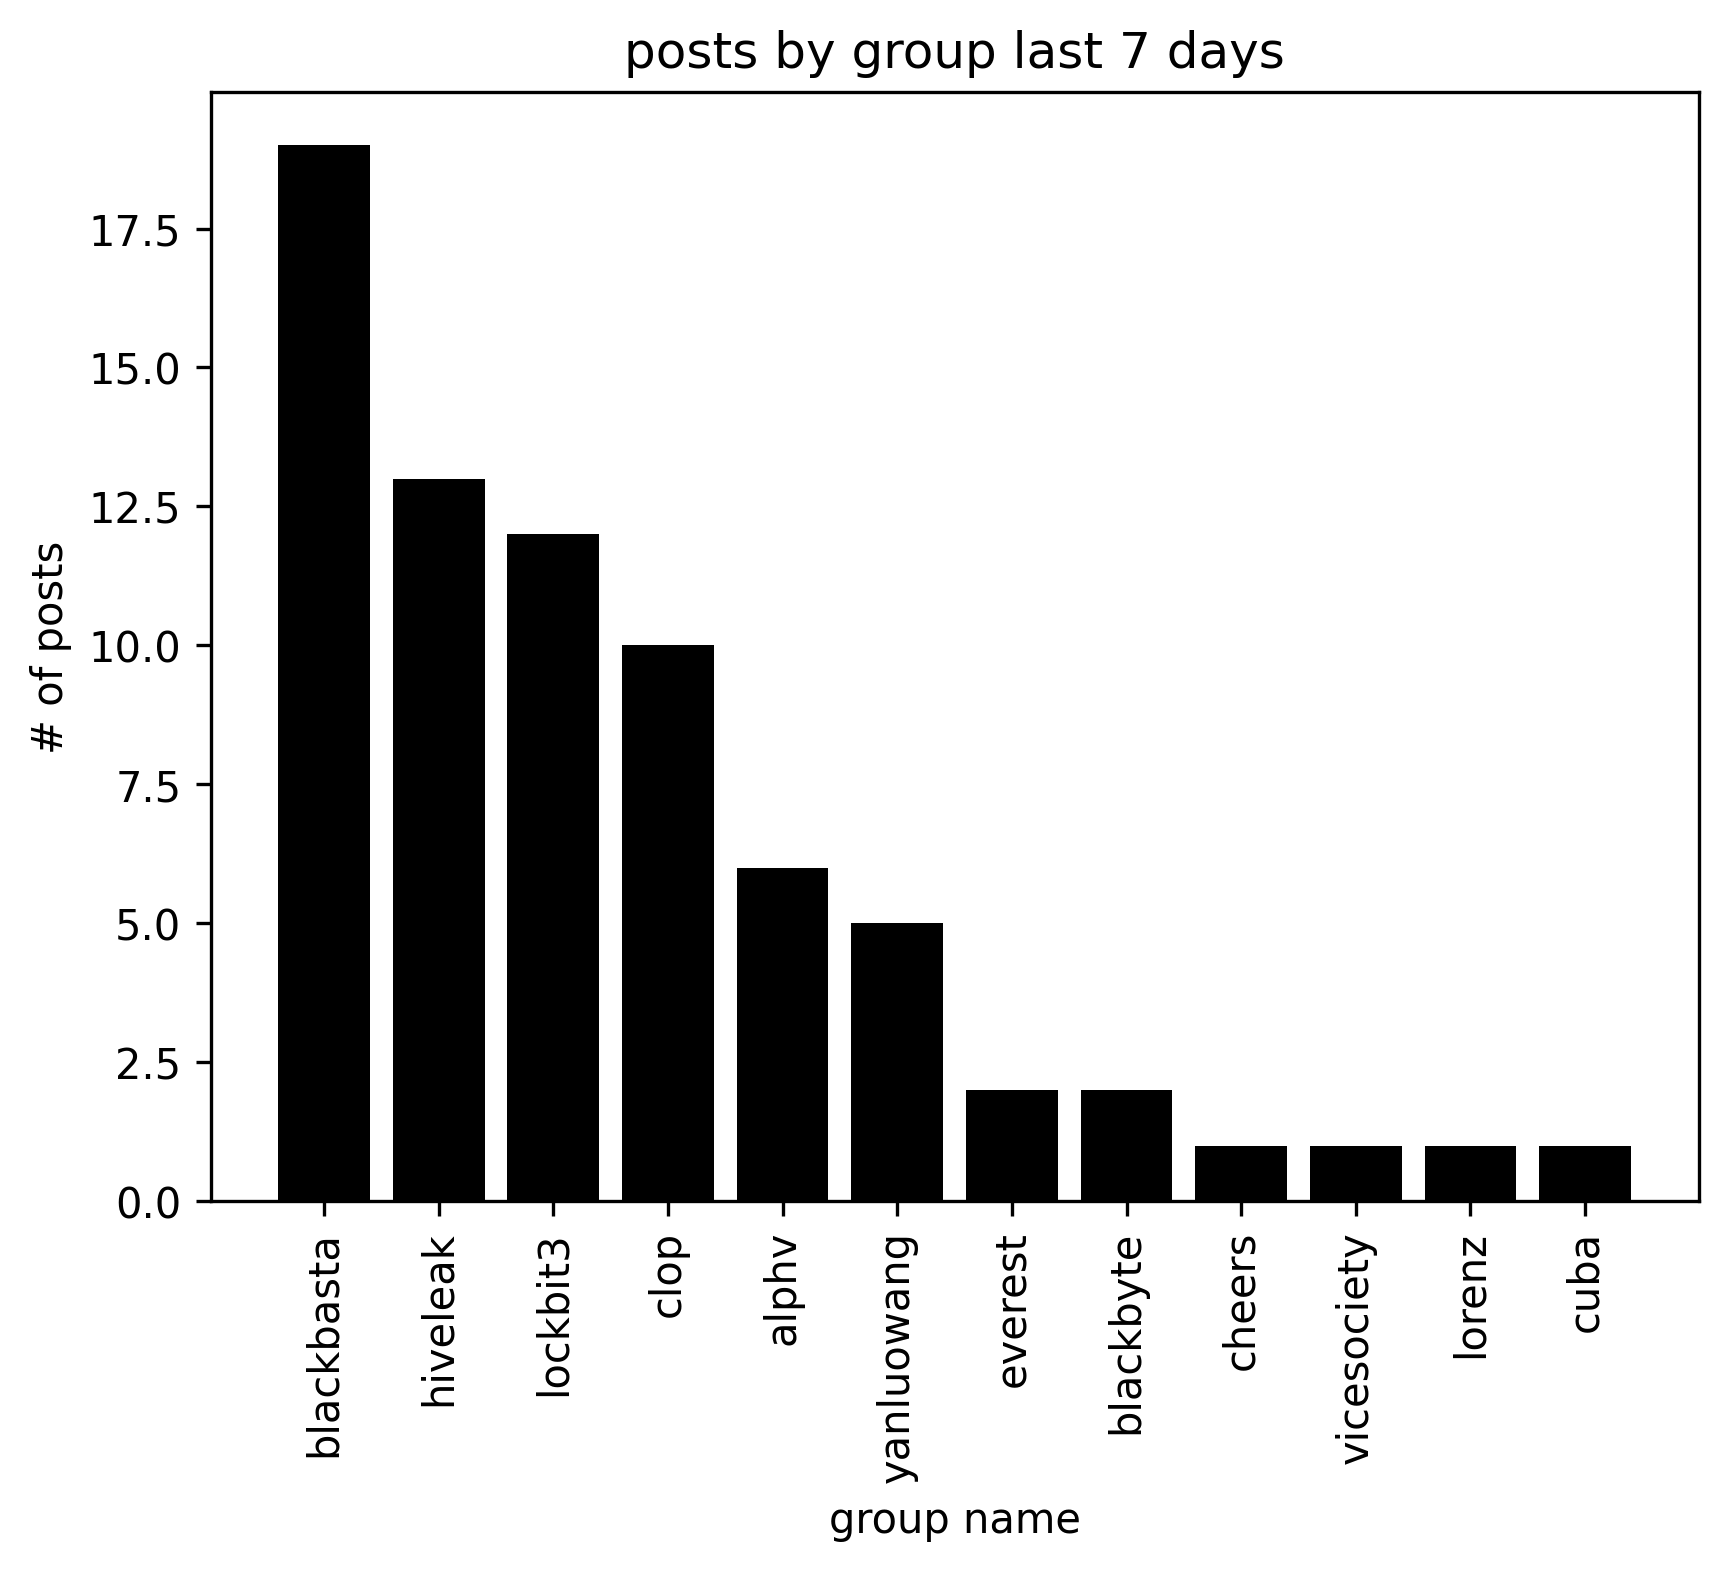 posts by group last 7 days
# of posts
17.5
15.0
12.5
10.0
7.5
5.0
2.5
0.0
blackbasta
hiveleak
lockbit3
clop
alphv
yanluowang
everest
blackbyte
cheers
vicesociety
lorenz
cuba
group name